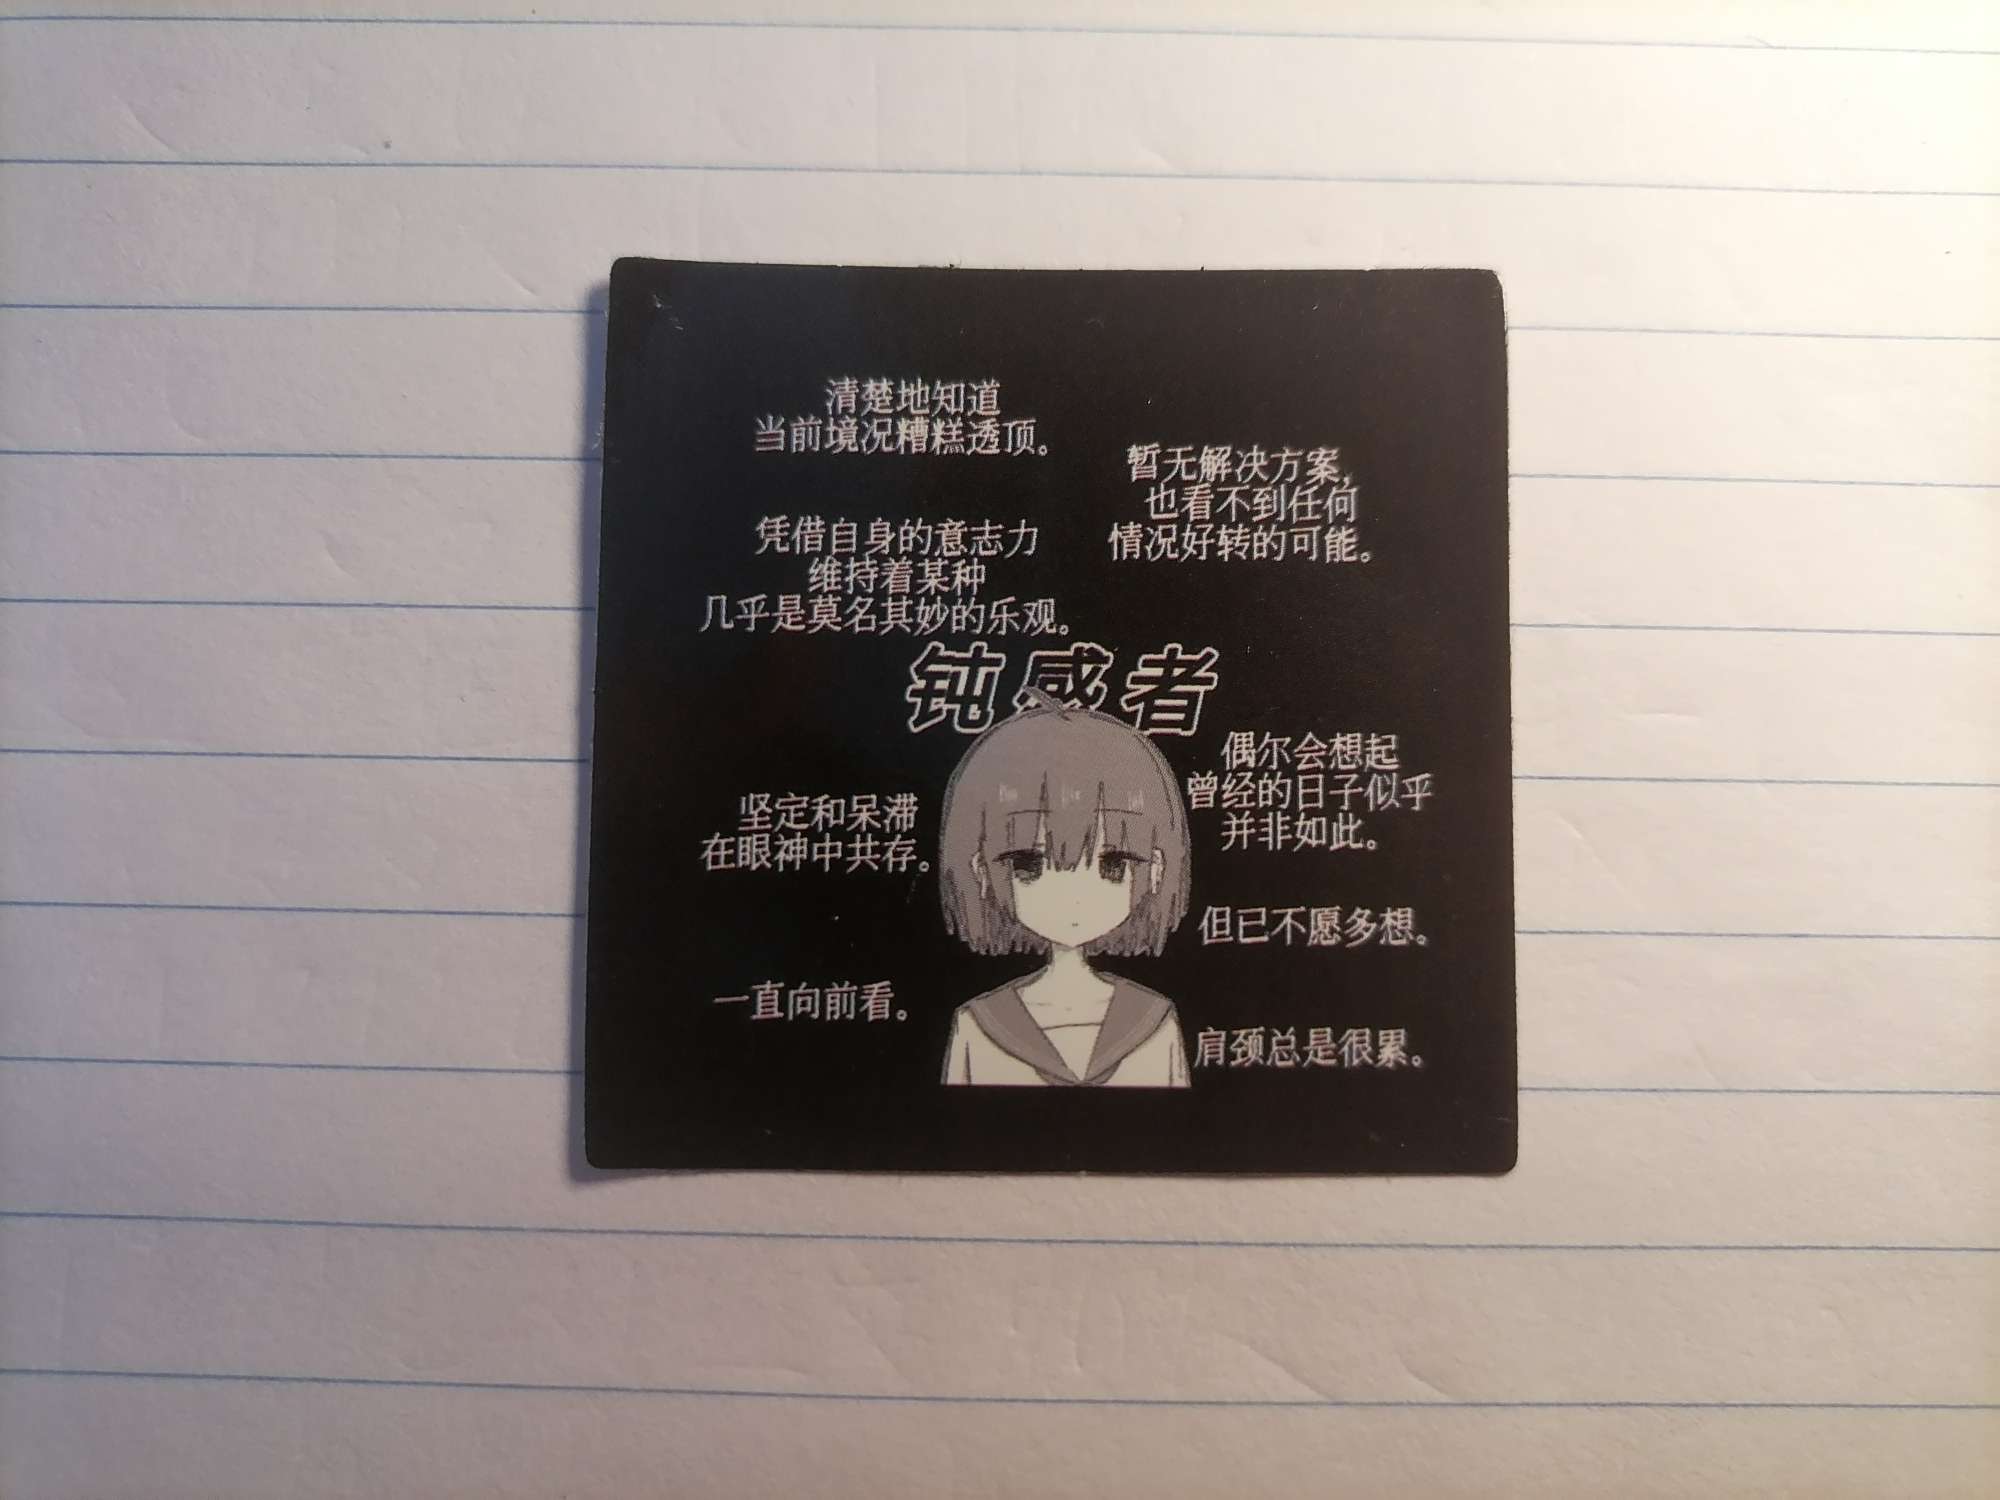 清楚地知道
当前境况糟糕透顶。
暂无解决方案，
也看不到任何
情况好转的可能。
凭借自身的意志力
维持着某种
几乎是莫名其妙的乐观。
钝感者
偶尔会想起
曾经的日子似乎
并非如此。
坚定和呆滞
在眼神中共存。
但已不愿多想。
一直向前看。
肩颈总是很累。